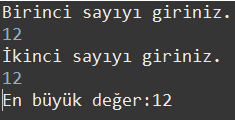 Birinci sayıyı giriniz.
12
İkinci sayıyı giriniz.
12
En büyük değer:12